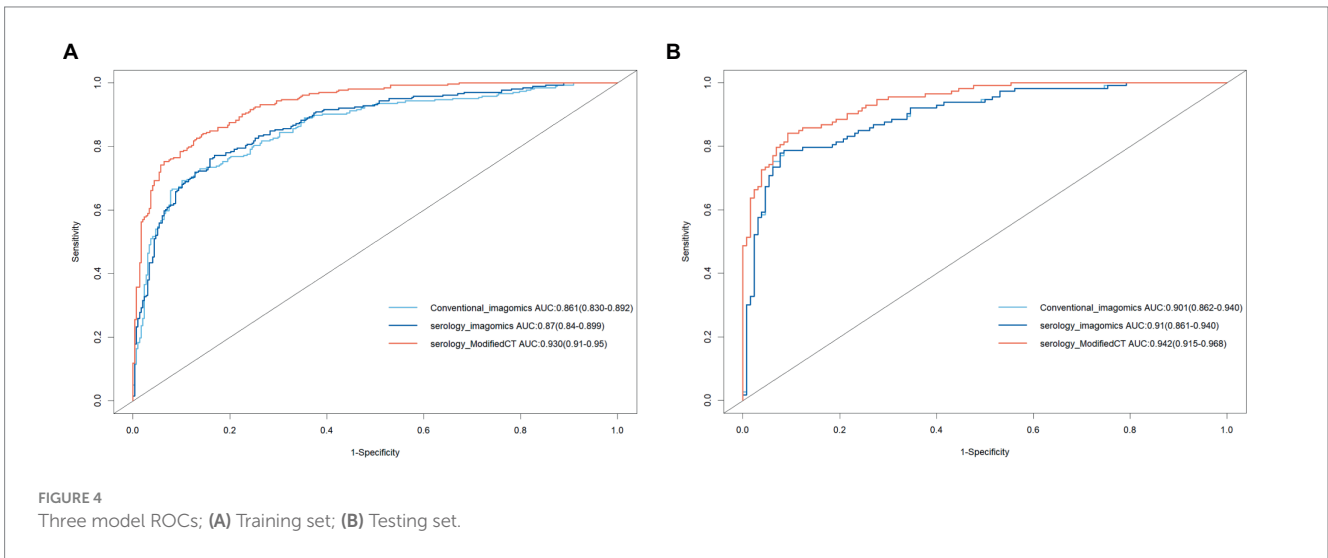 A
1.0
0.8
0.6
0.4
0.2
0.0
Sensitivity
Conventional_imagomics AUC:0.861(0.830-0.892)
serology_imagomics AUC:0.87(0.84-0.899)
serology_ModifiedCT AUC:0.930(0.91-0.95)
0.0 0.2 0.4 0.6 0.8 1.0
1-Specificity
B
1.0
0.8
0.6
0.4
0.2
0.0
Sensitivity
Conventional_imagomics AUC:0.901(0.862-0.940)
serology_imagomics AUC:0.91(0.861-0.940)
serology_ModifiedCT AUC:0.942(0.915-0.968)
0.0 0.2 0.4 0.6 0.8 1.0
1-Specificity
FIGURE 4
Three model ROCs; (A) Training set; (B) Testing set.